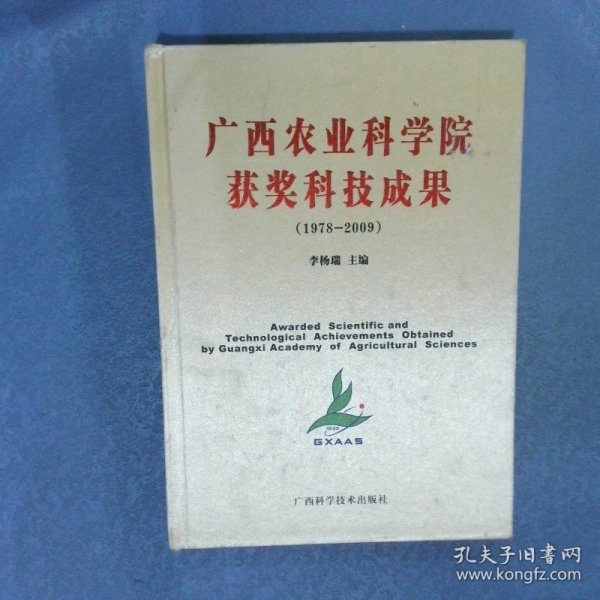 广西农业科学院
获奖科技成果
(1978-2009)
李杨瑞 主编
Awarded Scientific and
Technological Achievements Obtained
by Guangxi Academy of Agricultural Sciences
GXAAS
广西科学技术出版社
孔夫子旧书网
www.kongfz.com